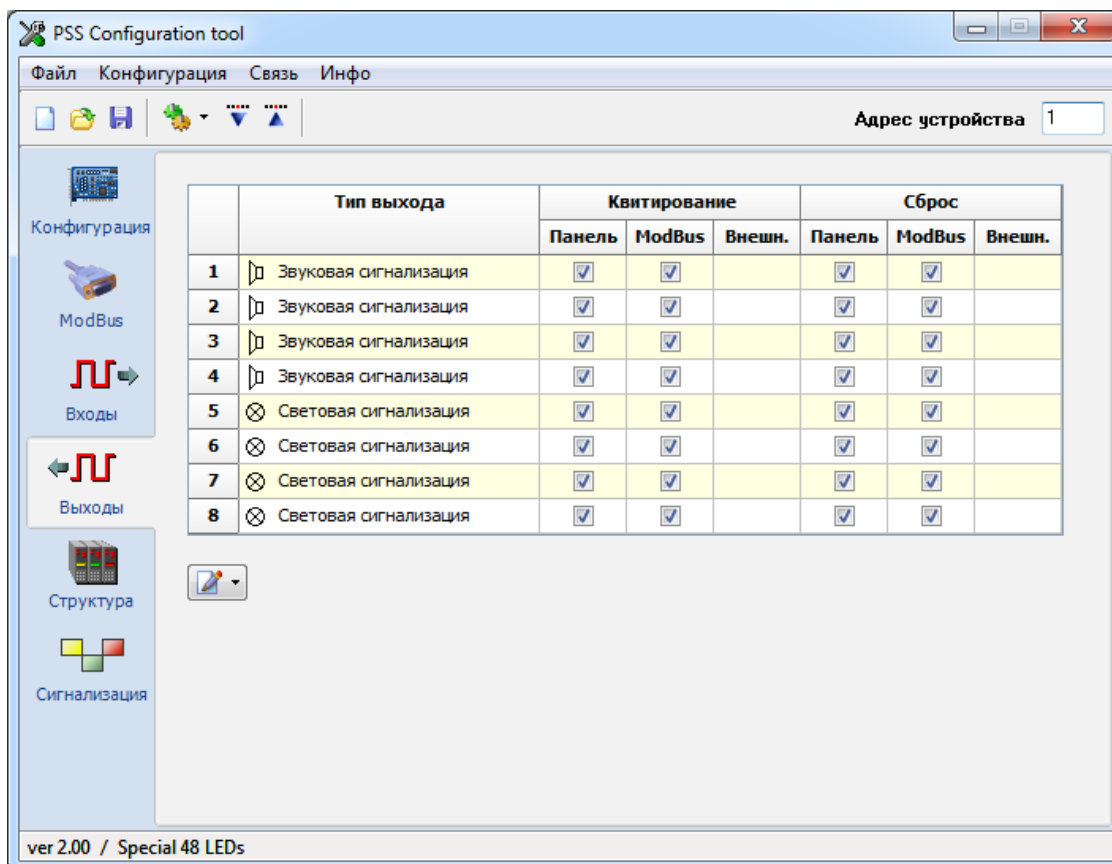 PSS Configuration tool
Файл Конфигурация Связь Инфо
Адрес устройства 1
Конфигурация
ModBus
Входы
Выходы
Структура
Сигнализация
Тип выхода Квитирование Сброс
Панель ModBus Внешн. Панель ModBus Внешн.
1 Звуковая сигнализация
2 Звуковая сигнализация
3 Звуковая сигнализация
4 Звуковая сигнализация
5 Световая сигнализация
6 Световая сигнализация
7 Световая сигнализация
8 Световая сигнализация
ver 2.00 / Special 48 LEDs